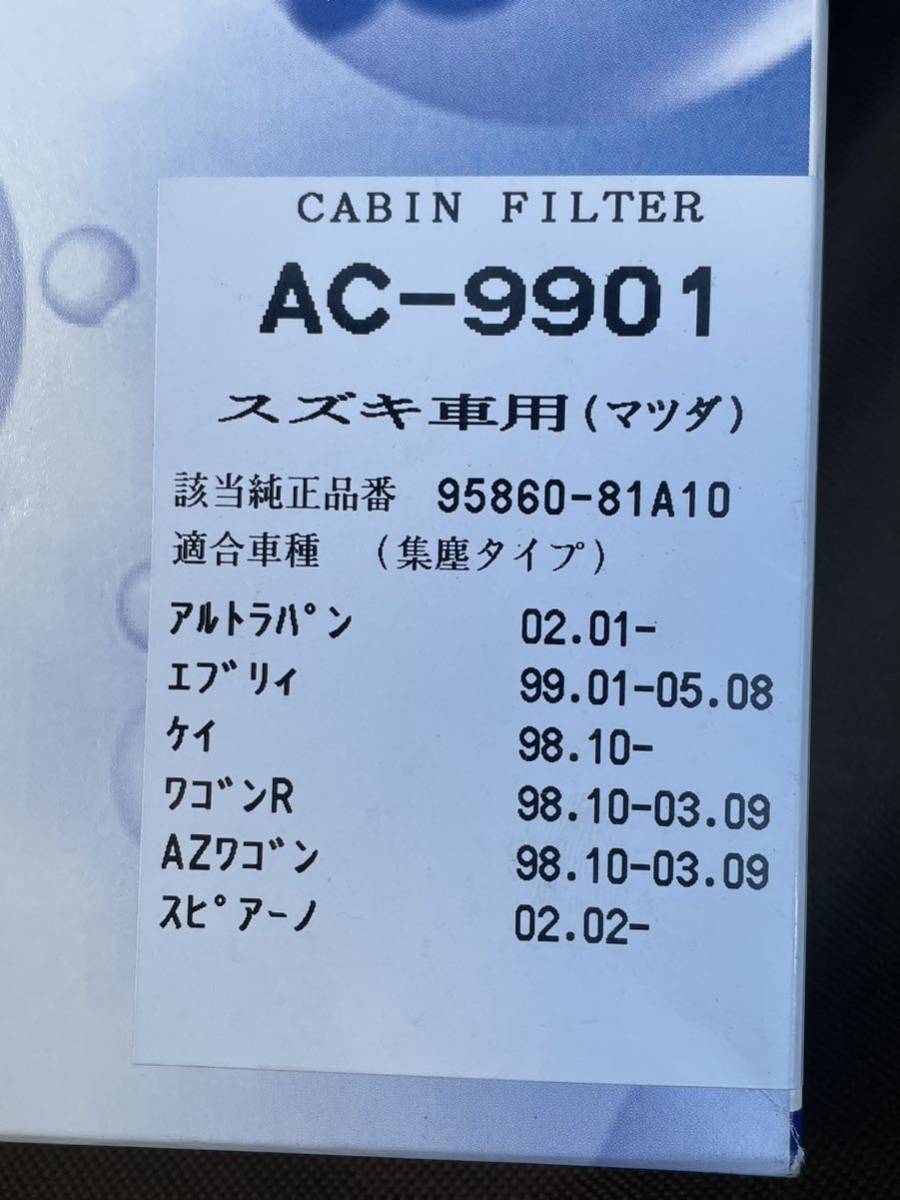 CABIN FILTER
AC-9901
スズキ車用(マツダ)
該当純正品番 95860-81A10
適合車種 (集塵タイプ)
ｱﾙﾄﾗﾊﾟﾝ 02.01-
ｴﾌﾞﾘｨ 99.01-05.08
ｹｲ 98.10-
ﾜｺﾞﾝR 98.10-03.09
AZﾜｺﾞﾝ 98.10-03.09
ｽﾋﾟｱｰﾉ 02.02-